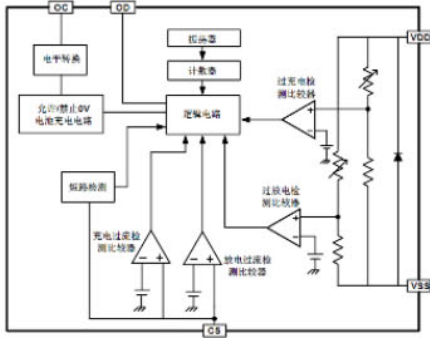 OC
OD
振荡器
VDD
电平转换
计数器
过充电检
测比较器
允许/禁止0V
电池充电电路
逻辑电路
短路检测
过放电检
测比较器
充电过流检
测比较器
放电过流检
测比较器
VSS
CS